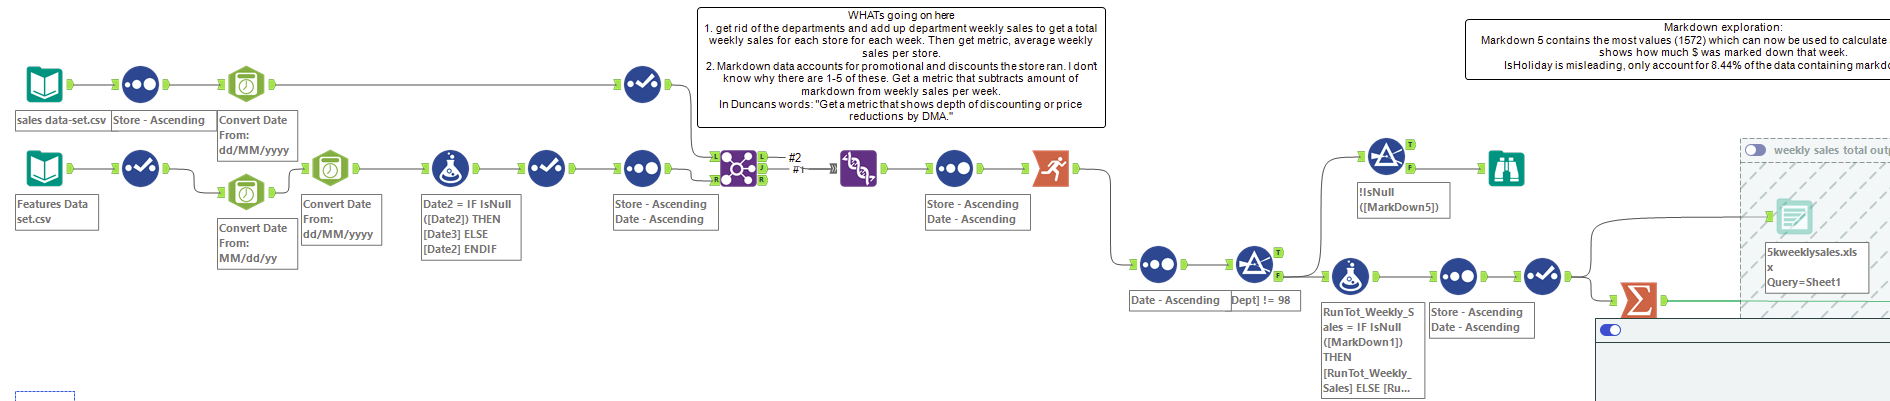 WHATs going on here
1. get rid of the departments and add up department weekly sales to get a total
weekly sales for each store for each week. Then get metric, average weekly
sales per store.
2. Markdown data accounts for promotional and discounts the store ran. I dont
know why there are 1-5 of these. Get a metric that subtracts amount of
markdown from weekly sales per week.
In Duncans words: "Get a metric that shows depth of discounting or price
reductions by DMA."
Markdown exploration:
Markdown 5 contains the most values (1572) which can now be used to calculate
shows how much $ was marked down that week.
IsHoliday is misleading, only account for 8.44% of the data containing markdo
sales data-set.csv
Store - Ascending
Convert Date
From:
dd/MM/yyyy
Features Data
set.csv
Convert Date
From:
MM/dd/yy
Convert Date
From:
dd/MM/yyyy
Date2 = IF IsNull
([Date2]) THEN
[Date3] ELSE
[Date2] ENDIF
Store - Ascending
Date - Ascending
L
R
L
J
R
#2
#1
Store - Ascending
Date - Ascending
Date - Ascending
T
F
Dept] != 98
T
F
!IsNull
([MarkDown5])
RunTot_Weekly_S
ales = IF IsNull
([MarkDown1])
THEN
[RunTot_Weekly_
Sales] ELSE [Ru...
Store - Ascending
Date - Ascending
weekly sales total outp
5kweeklysales.xls
x
Query=Sheet1